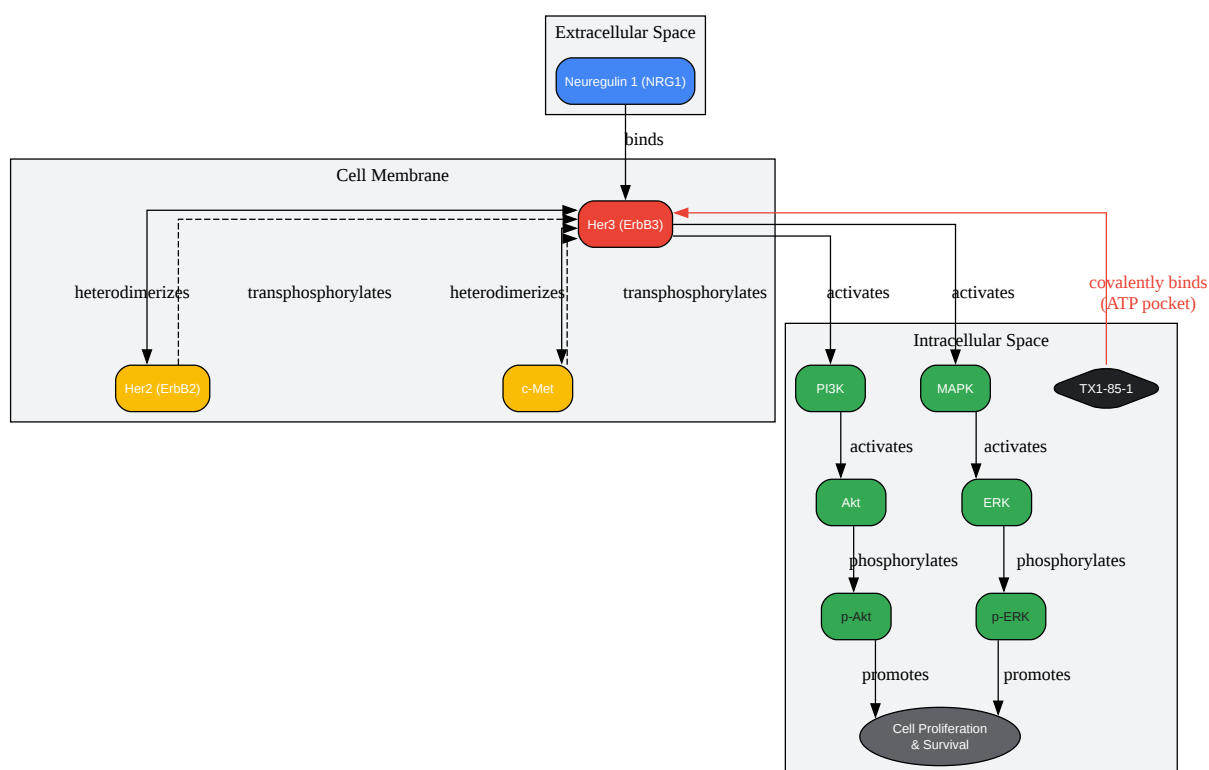 Extracellular Space
Neuregulin 1 (NRG1)
binds
Cell Membrane
Her3 (ErbB3)
heterodimerizes
transphosphorylates
heterodimerizes
transphosphorylates
activates
activates
covalently binds
(ATP pocket)
Intracellular Space
Her2 (ErbB2)
c-Met
PI3K
MAPK
TX1-85-1
activates
activates
Akt
ERK
phosphorylates
phosphorylates
p-Akt
p-ERK
promotes
promotes
Cell Proliferation
& Survival